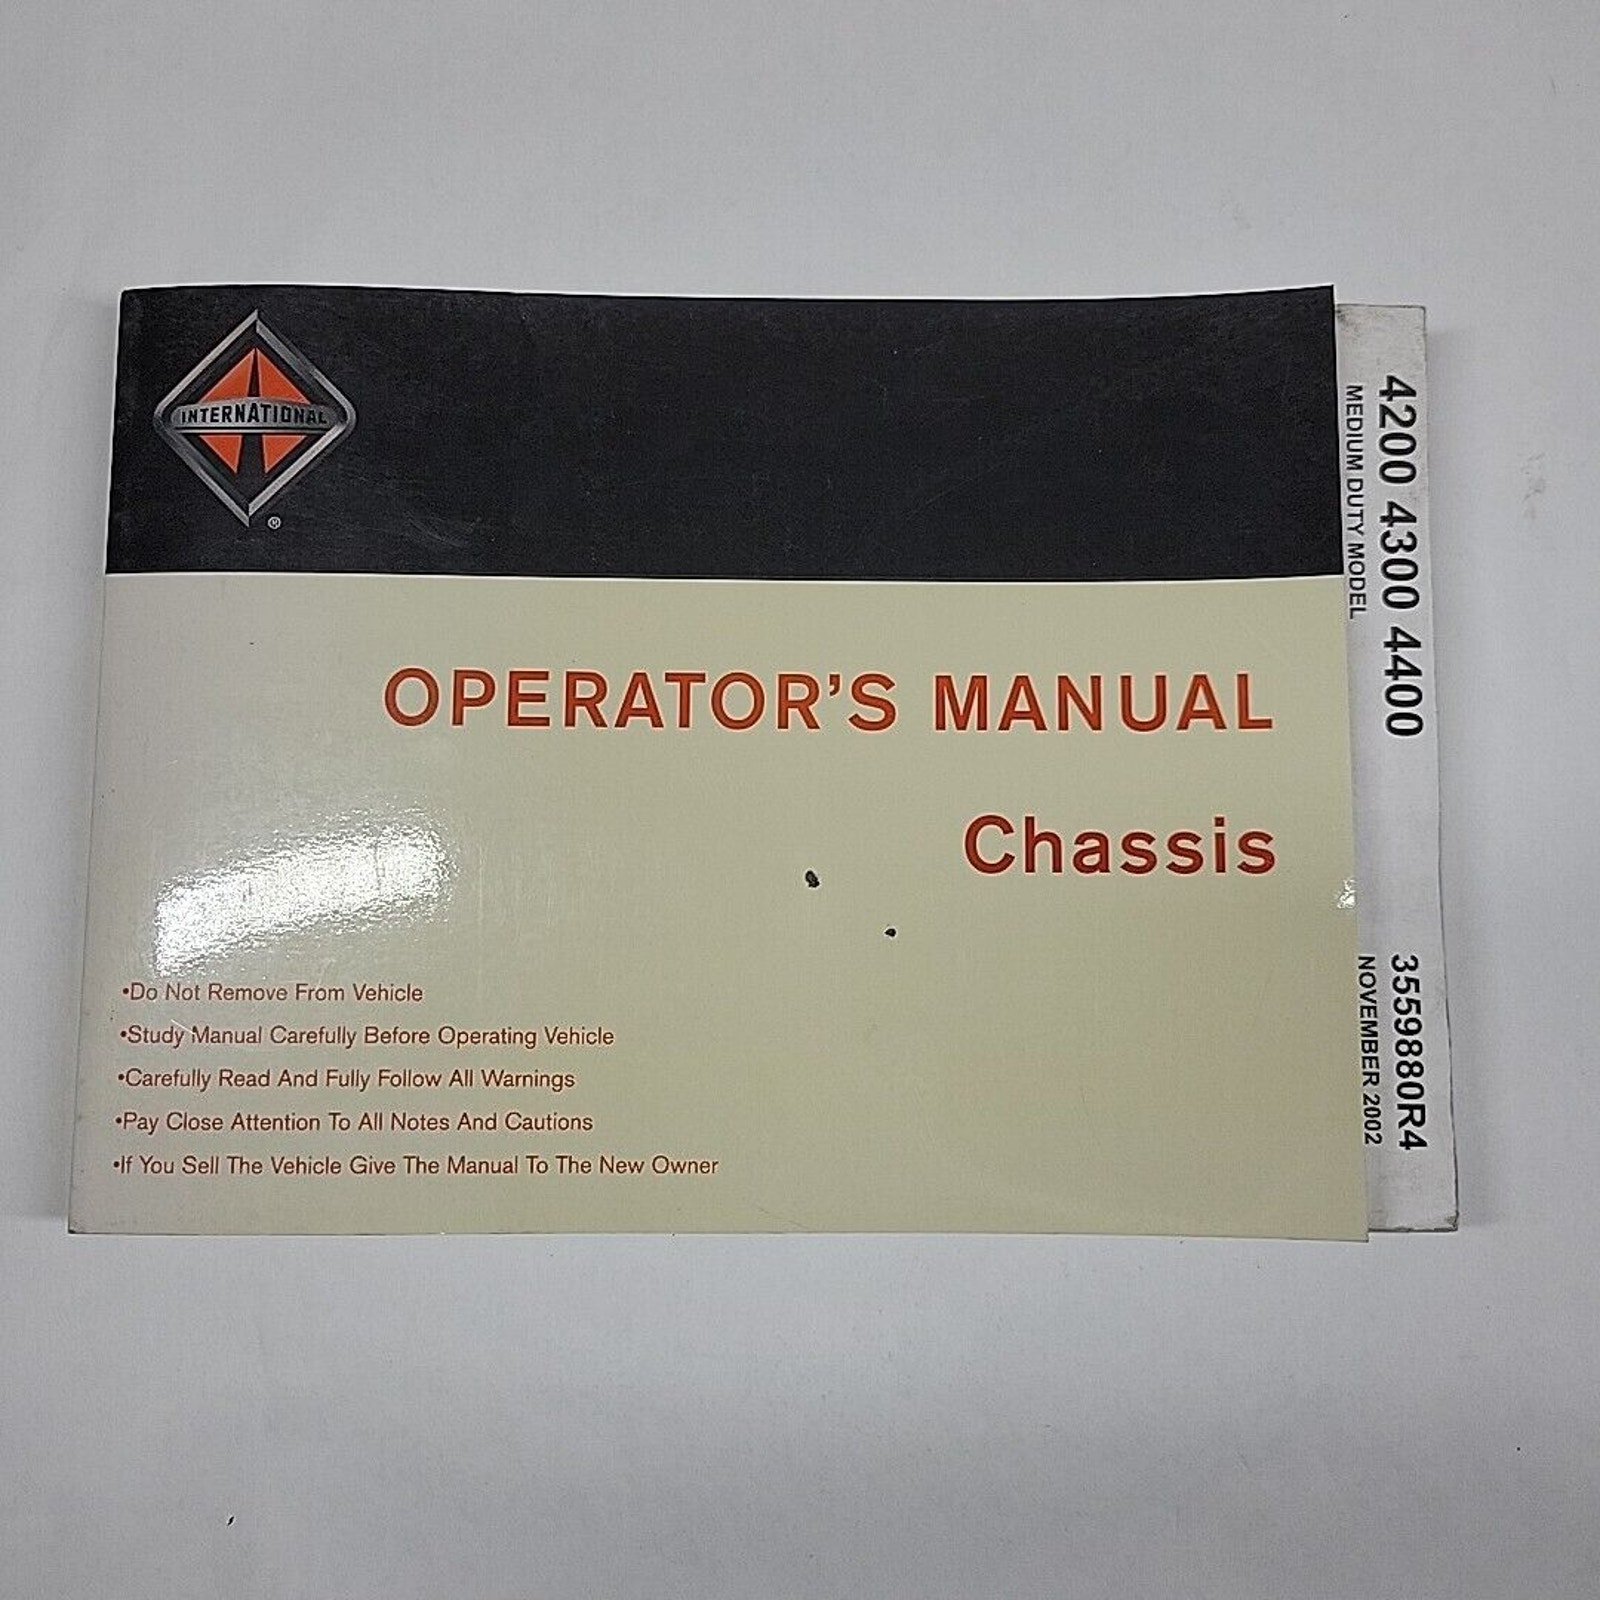 INTERNATIONAL
®
OPERATOR'S MANUAL
Chassis
•Do Not Remove From Vehicle
•Study Manual Carefully Before Operating Vehicle
•Carefully Read And Fully Follow All Warnings
•Pay Close Attention To All Notes And Cautions
•If You Sell The Vehicle Give The Manual To The New Owner
4200 4300 4400
MEDIUM DUTY MODEL
3559880R4
NOVEMBER 2002